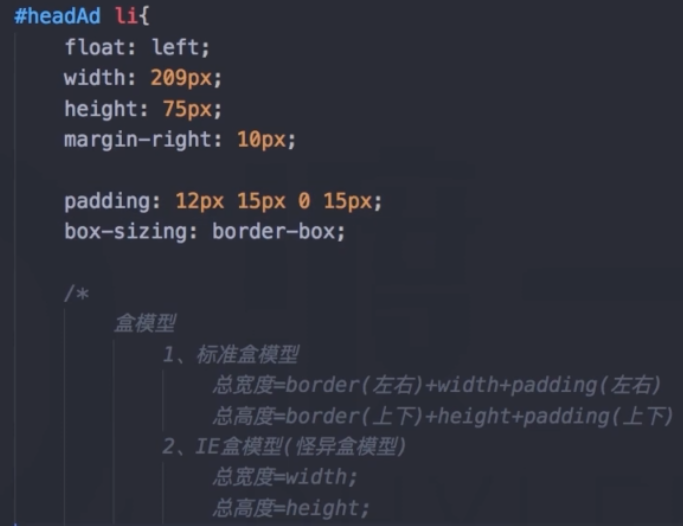 #headAd li{
float: left;
width: 209px;
height: 75px;
margin-right: 10px;
padding: 12px 15px 0 15px;
box-sizing: border-box;
/*
盒模型
1、标准盒模型
总宽度=border(左右)+width+padding(左右)
总高度=border(上下)+height+padding(上下)
2、IE盒模型(怪异盒模型)
总宽度=width;
总高度=height;